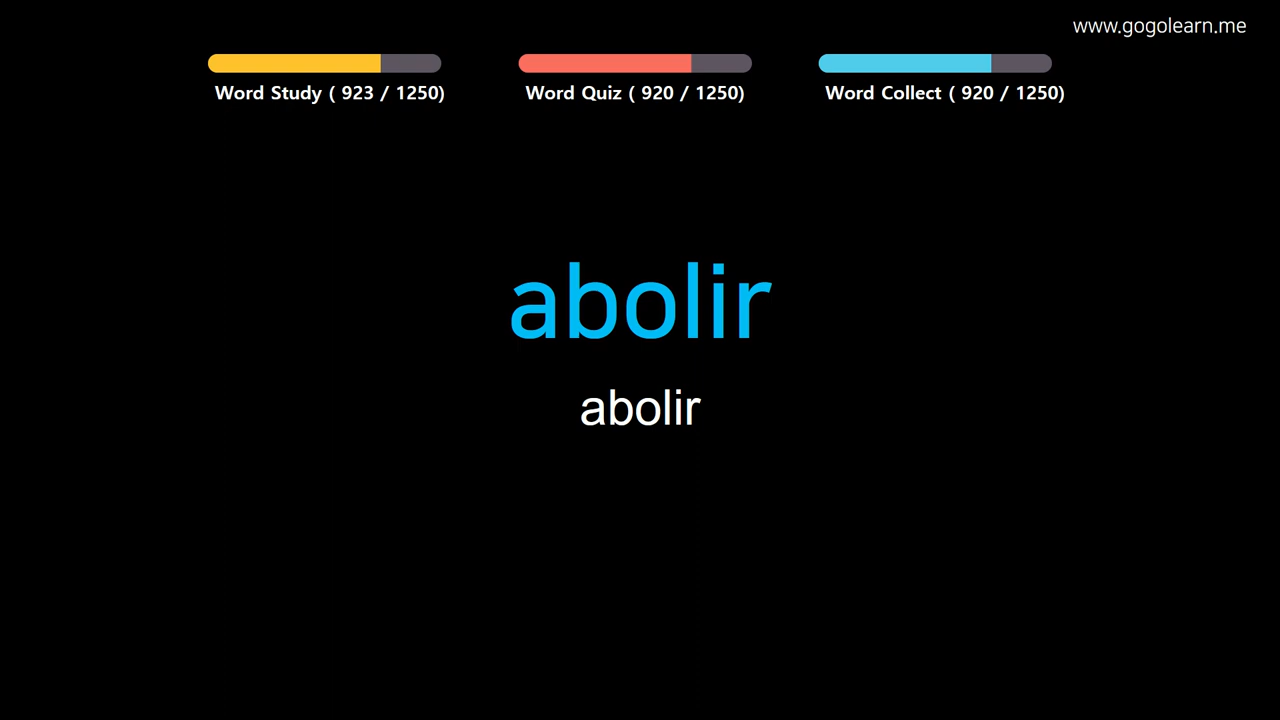 www.gogolearn.me
Word Study ( 923 / 1250)
Word Quiz ( 920 / 1250)
Word Collect ( 920 / 1250)
abolir
abolir